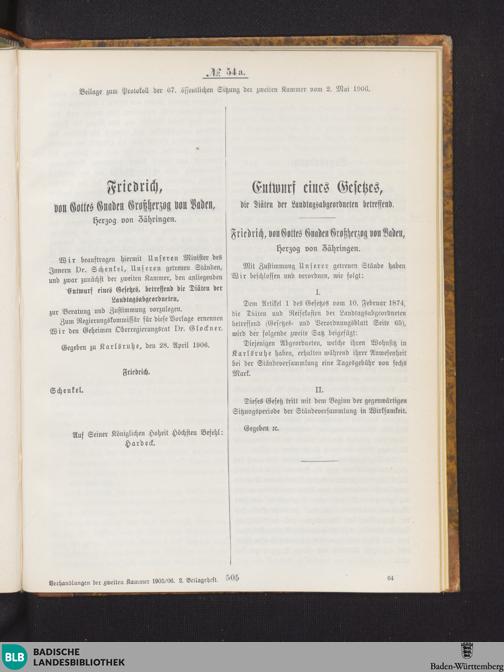 № 54a.
Beilage zum Protokoll der 67. öffentlichen Sitzung der zweiten Kammer vom 2. Mai 1906.
Friedrich,
von Gottes Gnaden Großherzog von Baden,
Herzog von Zähringen.
Wir beauftragen hiermit Unseren Minister des
Innern Dr. Schenkel, Unseren getreuen Ständen,
und zwar zunächst der zweiten Kammer, den anliegenden
Entwurf eines Gesetzes, betreffend die Diäten der
Landtagsabgeordneten,
zur Beratung und Zustimmung vorzulegen.
Zum Regierungskommissär für diese Vorlage ernennen
Wir den Geheimen Oberregierungsrat Dr. Glockner.
Gegeben zu Karlsruhe, den 28. April 1906.
Friedrich.
Schenkel.
Auf Seiner Königlichen Hoheit Höchsten Befehl:
Hardeck.
Entwurf eines Gesetzes,
die Diäten der Landtagsabgeordneten betreffend.
Friedrich, von Gottes Gnaden Großherzog von Baden,
Herzog von Zähringen.
Mit Zustimmung Unserer getreuen Stände haben
Wir beschlossen und verordnen, wie folgt:
I.
Dem Artikel 1 des Gesetzes vom 10. Februar 1874,
die Diäten und Reisekosten der Landtagsabgeordneten
betreffend (Gesetzes- und Verordnungsblatt Seite 65),
wird der folgende zweite Satz beigefügt:
Diejenigen Abgeordneten, welche ihren Wohnsitz in
Karlsruhe haben, erhalten während ihrer Anwesenheit
bei der Ständeversammlung eine Tagesgebühr von sechs
Mark.
II.
Dieses Gesetz tritt mit dem Beginn der gegenwärtigen
Sitzungsperiode der Ständeversammlung in Wirksamkeit.
Gegeben ꝛc.
Verhandlungen der zweiten Kammer 1905/06. 2. Beilageheft.
505
64
BLB
BADISCHE
LANDESBIBLIOTHEK
Baden-Württemberg